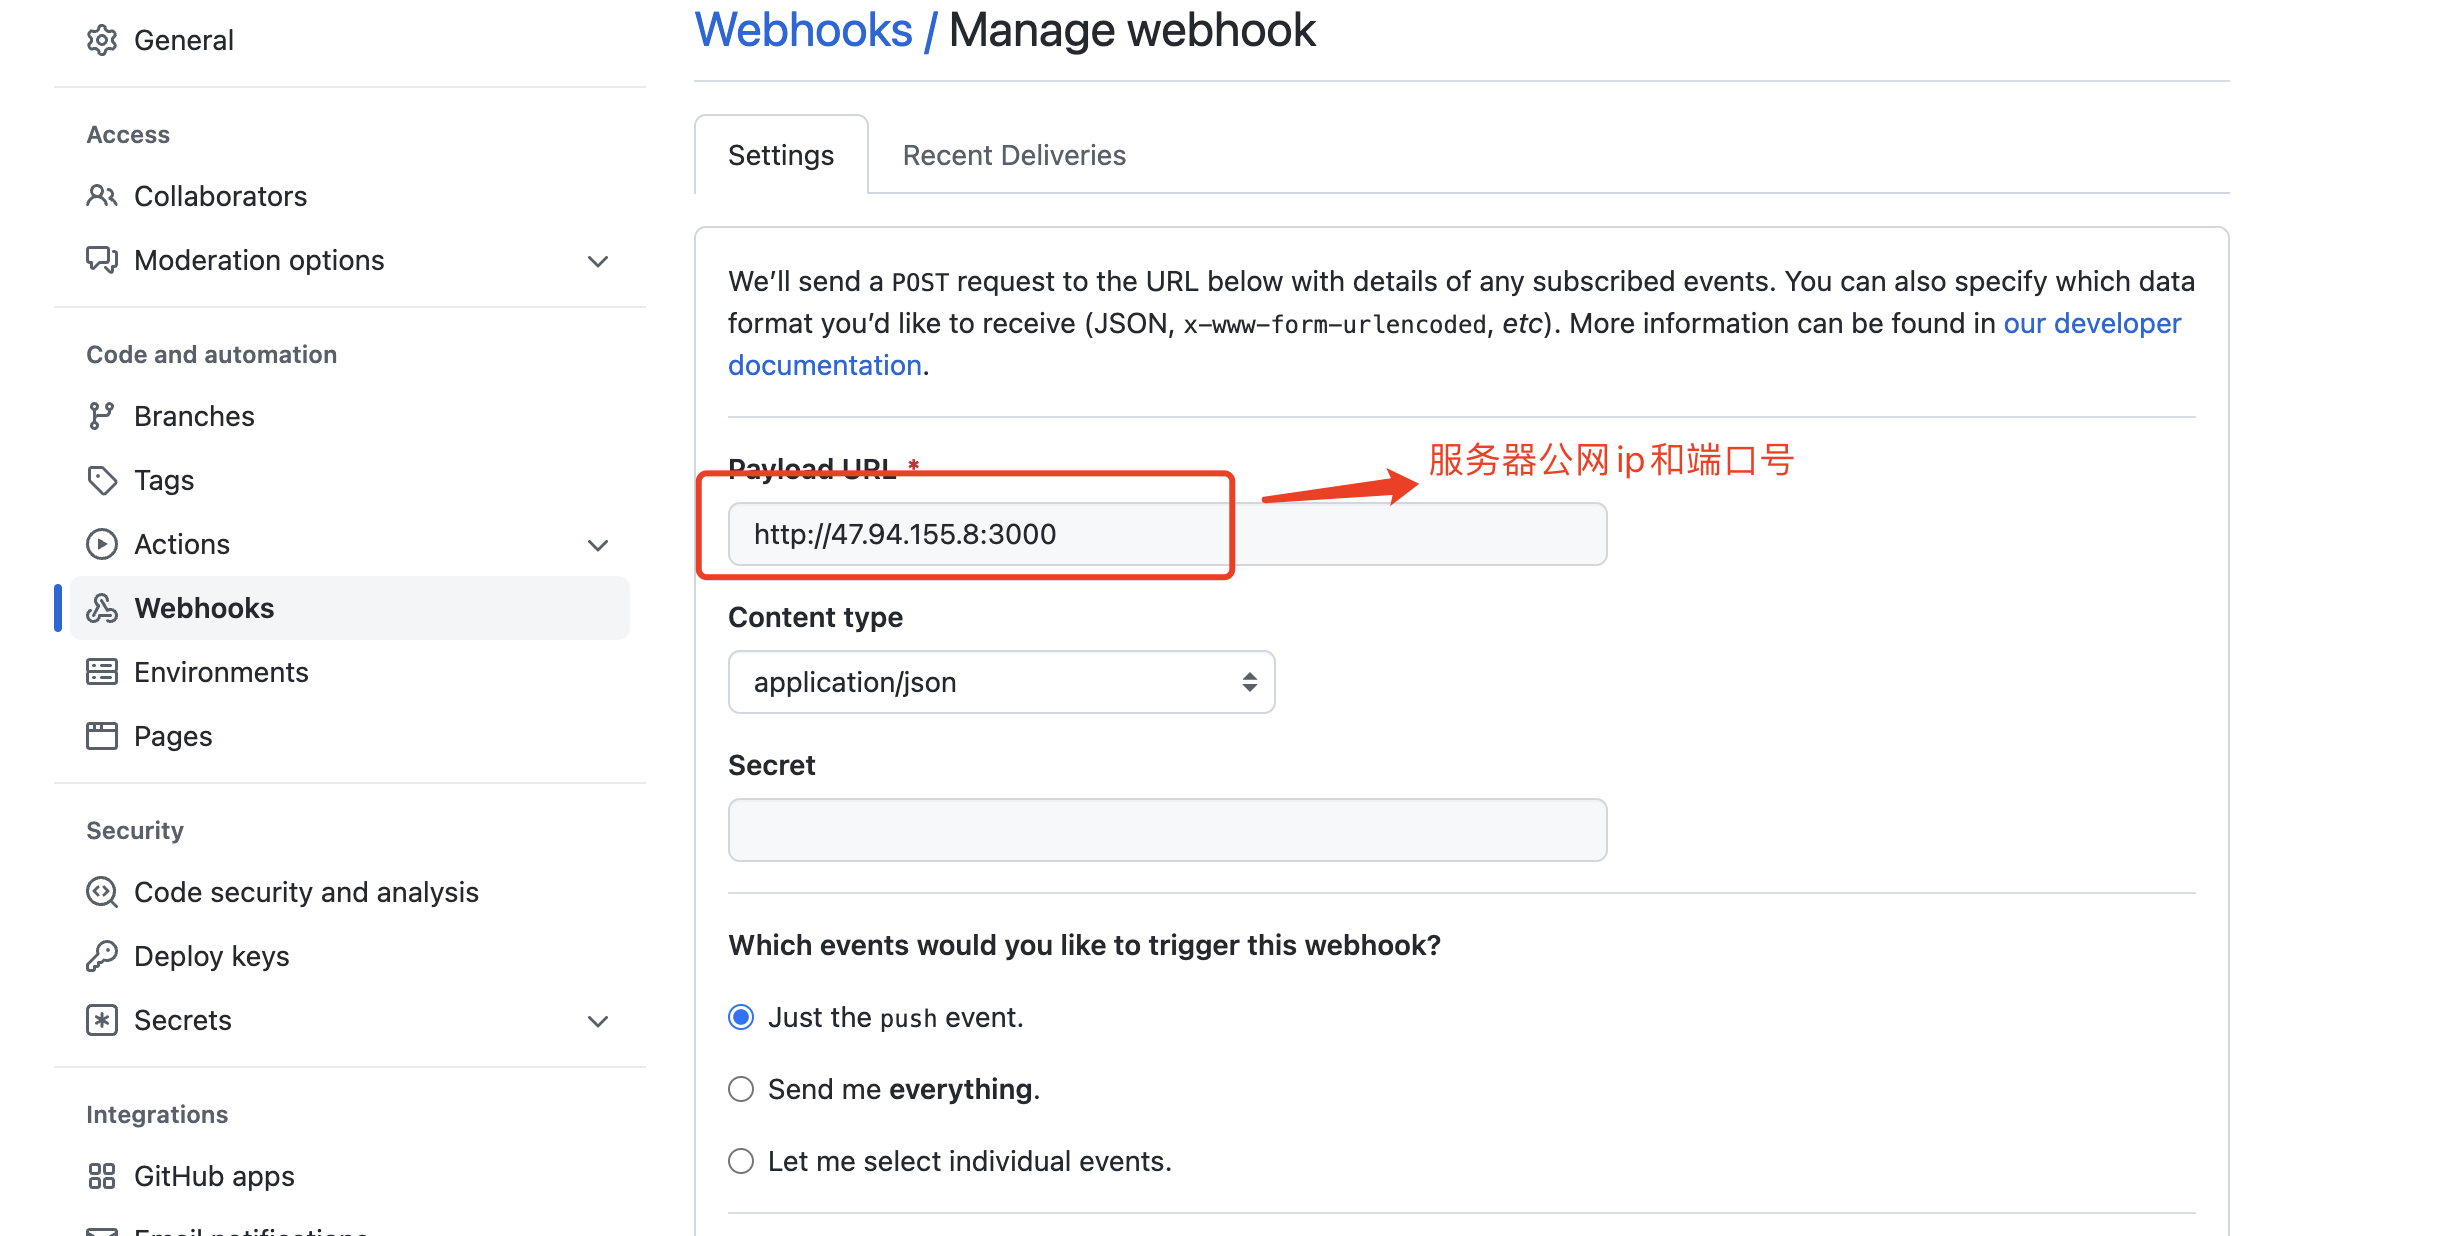 General
Access
Collaborators
Moderation options
Code and automation
Branches
Tags
Actions
Webhooks
Environments
Pages
Security
Code security and analysis
Deploy keys
Secrets
Integrations
GitHub apps
Email notifications
Webhooks / Manage webhook
Settings
Recent Deliveries
We’ll send a POST request to the URL below with details of any subscribed events. You can also specify which data
format you’d like to receive (JSON, x-www-form-urlencoded, etc). More information can be found in our developer
documentation.
Payload URL *
服务器公网ip和端口号
http://47.94.155.8:3000
Content type
application/json
Secret
Which events would you like to trigger this webhook?
Just the push event.
Send me everything.
Let me select individual events.